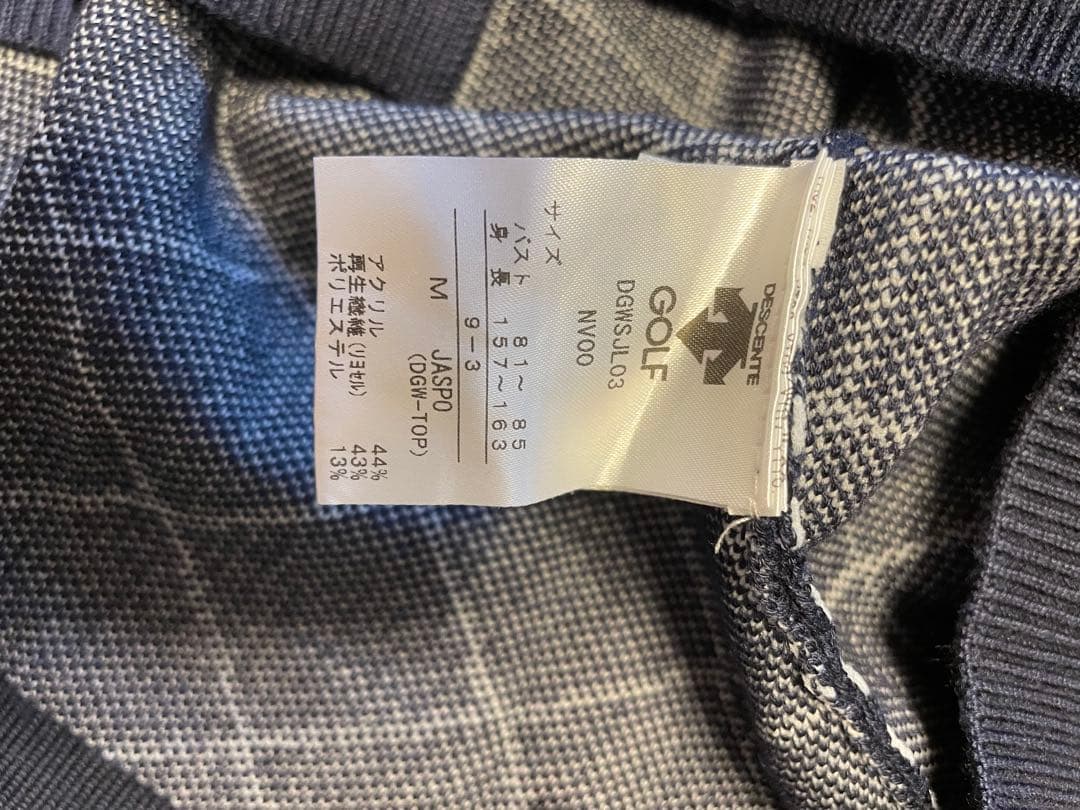 DESCENTE
GOLF
DGWSJL03
NV00
サイズ
バスト 81～85
身長 157～163
9-3
M JASPO
(DGW-TOP)
アクリル 44%
再生繊維(リヨセル) 43%
ポリエステル 13%